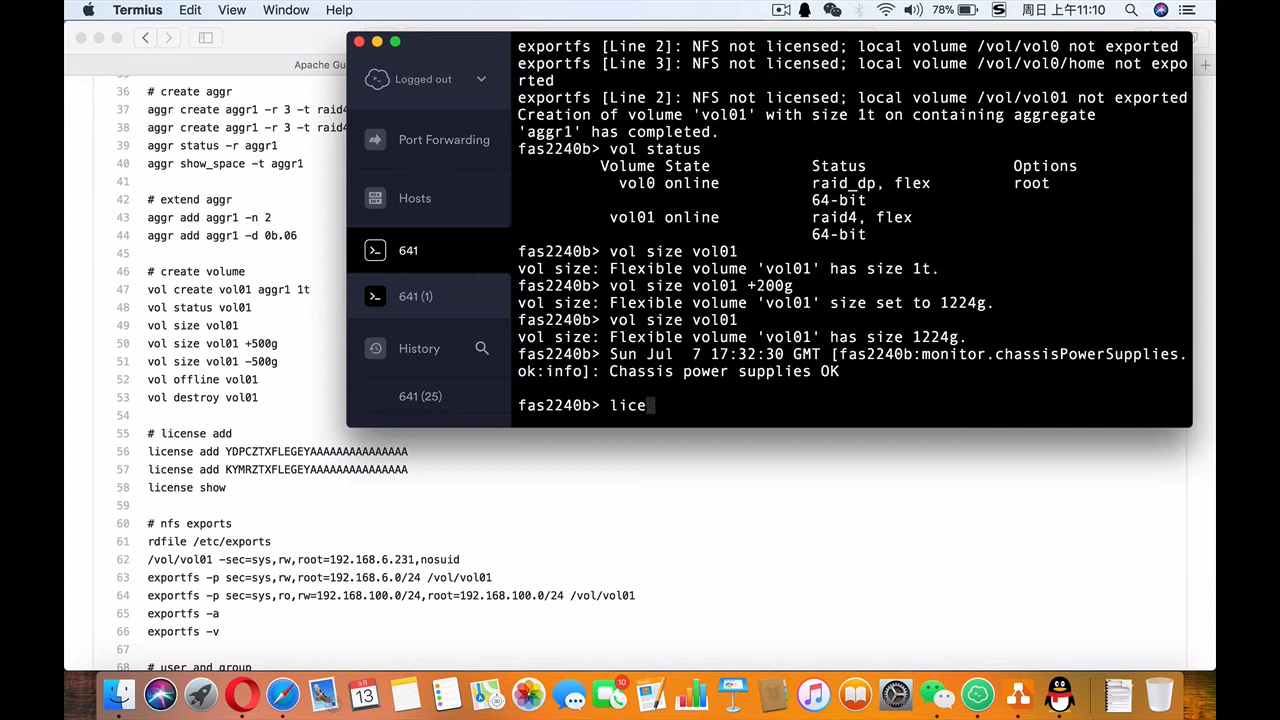 Termius Edit View Window Help
78% 周日 上午11:10
Apache Gu
36 # create aggr
37 aggr create aggr1 -r 3 -t raid4
38 aggr create aggr1 -r 3 -t raid4
39 aggr status -r aggr1
40 aggr show_space -t aggr1
41
42 # extend aggr
43 aggr add aggr1 -n 2
44 aggr add aggr1 -d 0b.06
45
46 # create volume
47 vol create vol01 aggr1 1t
48 vol status vol01
49 vol size vol01
50 vol size vol01 +500g
51 vol size vol01 -500g
52 vol offline vol01
53 vol destroy vol01
54
55 # license add
56 license add YDPCZTXFLEGEYAAAAAAAAAAAAAAA
57 license add KYMRZTXFLEGEYAAAAAAAAAAAAAAA
58 license show
59
60 # nfs exports
61 rdfile /etc/exports
62 /vol/vol01 -sec=sys,rw,root=192.168.6.231,nosuid
63 exportfs -p sec=sys,rw,root=192.168.6.0/24 /vol/vol01
64 exportfs -p sec=sys,ro,rw=192.168.100.0/24,root=192.168.100.0/24 /vol/vol01
65 exportfs -a
66 exportfs -v
67
68 # user and group
Logged out
Port Forwarding
Hosts
641
641 (1)
History
641 (25)
exportfs [Line 2]: NFS not licensed; local volume /vol/vol0 not exported
exportfs [Line 3]: NFS not licensed; local volume /vol/vol0/home not expo
rted
exportfs [Line 2]: NFS not licensed; local volume /vol/vol01 not exported
Creation of volume 'vol01' with size 1t on containing aggregate
'aggr1' has completed.
fas2240b> vol status
Volume State Status Options
vol0 online raid_dp, flex root
64-bit
vol01 online raid4, flex
64-bit
fas2240b> vol size vol01
vol size: Flexible volume 'vol01' has size 1t.
fas2240b> vol size vol01 +200g
vol size: Flexible volume 'vol01' size set to 1224g.
fas2240b> vol size vol01
vol size: Flexible volume 'vol01' has size 1224g.
fas2240b> Sun Jul  7 17:32:30 GMT [fas2240b:monitor.chassisPowerSupplies.
ok:info]: Chassis power supplies OK
fas2240b> lice
9月
13
10